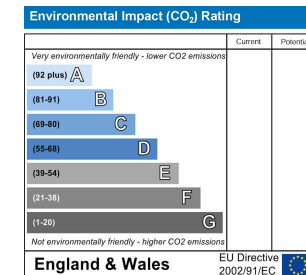 Environmental Impact (CO₂) Rating
Current
Very environmentally friendly - lower CO2 emissions
(92 plus) A
(81-91) B
(69-80) C
(55-68) D
(39-54) E
(21-38) F
(1-20) G
Not environmentally friendly - higher CO2 emissions
England & Wales
EU Directive
2002/91/EC